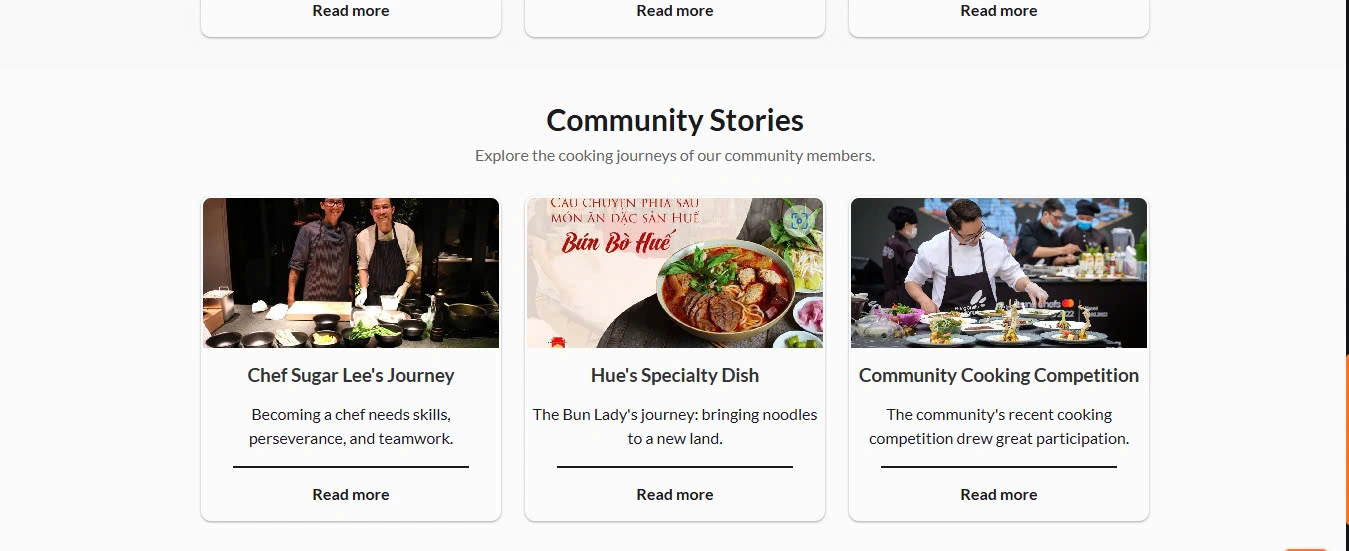 Read more
Read more
Read more
Community Stories
Explore the cooking journeys of our community members.
CÂU CHUYỆN PHÍA SAU
MÓN ĂN ĐẶC SẢN HUẾ
Bún Bò Huế
Chef Sugar Lee's Journey
Becoming a chef needs skills,
perseverance, and teamwork.
Read more
Hue's Specialty Dish
The Bun Lady's journey: bringing noodles
to a new land.
Read more
Community Cooking Competition
The community's recent cooking
competition drew great participation.
Read more